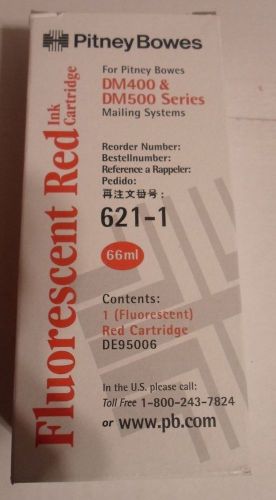 Pitney Bowes
Fluorescent Red
Ink
Cartridge
For Pitney Bowes
DM400 &
DM500 Series
Mailing Systems
Reorder Number:
Bestellnumber:
Reference a Rappeler:
Pedido:
再注文番号:
621-1
66ml
Contents:
1 (Fluorescent)
Red Cartridge
DE95006
In the U.S. please call:
Toll Free 1-800-243-7824
or www.pb.com